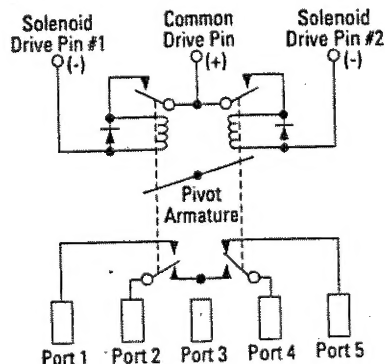 Solenoid
Drive Pin #1
(-)
Common
Drive Pin
(+)
Solenoid
Drive Pin #2
(-)
Pivot
Armature
Port 1
Port 2
Port 3
Port 4
Port 5